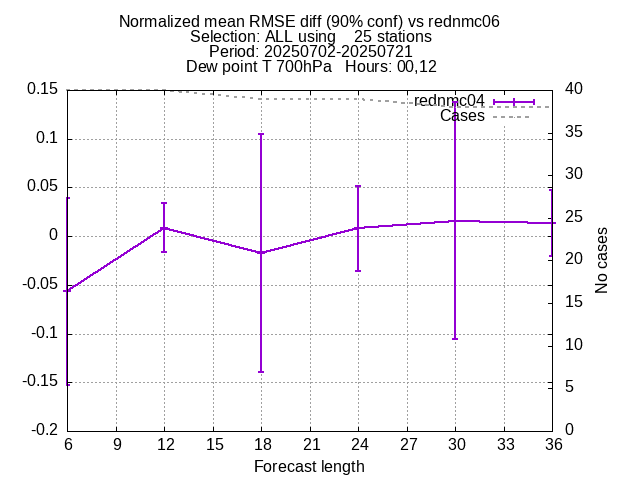 Normalized mean RMSE diff (90% conf) vs rednmc06
Selection: ALL using    25 stations
Period: 20250702-20250721
Dew point T 700hPa   Hours: 00,12
rednmc04
Cases
0.15
0.1
0.05
0
-0.05
-0.1
-0.15
-0.2
40
35
30
25
20
15
10
5
0
No cases
6 9 12 15 18 21 24 27 30 33 36
Forecast length